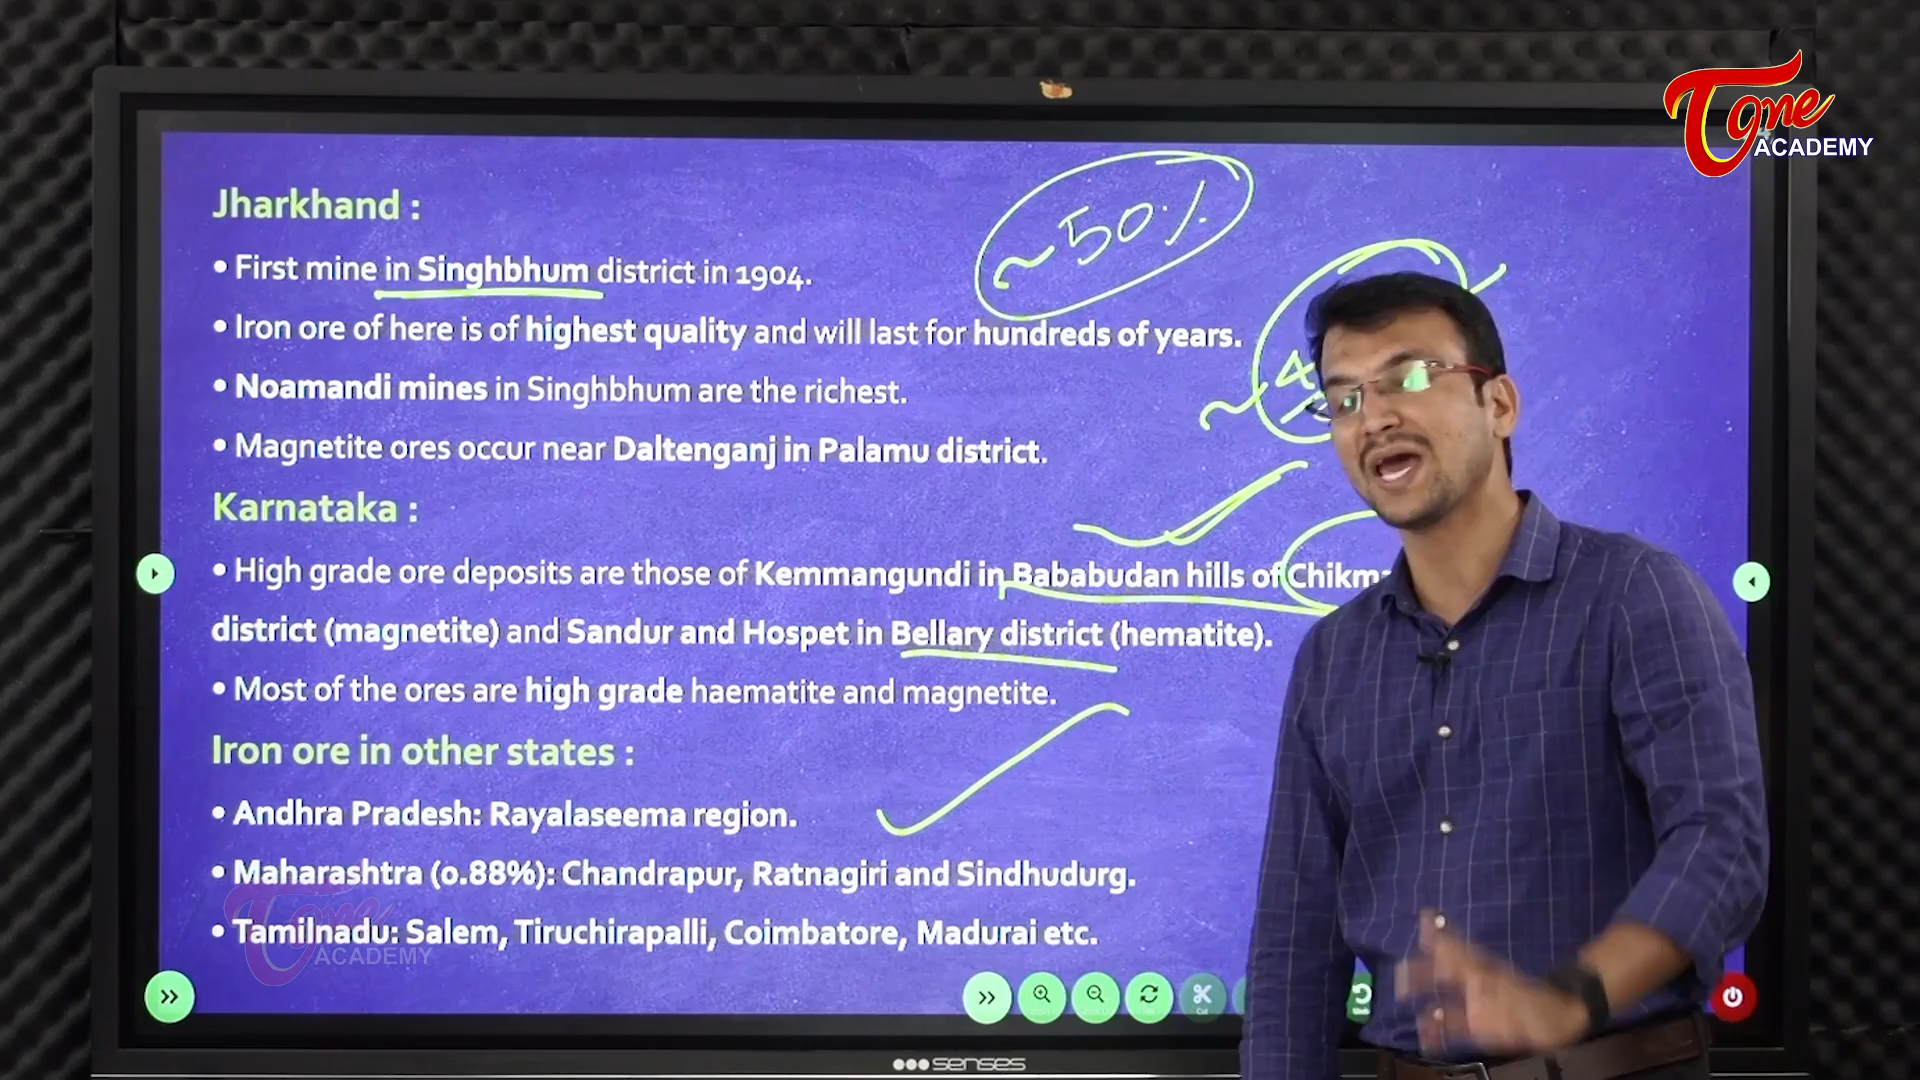 Tone
ACADEMY
Jharkhand :
~50%
• First mine in Singhbhum district in 1904.
• Iron ore of here is of highest quality and will last for hundreds of years.
• Noamandi mines in Singhbhum are the richest.
• Magnetite ores occur near Daltenganj in Palamu district.
Karnataka :
• High grade ore deposits are those of Kemmangundi in Bababudan hills of
district (magnetite) and Sandur and Hospet in Bellary district (hematite).
• Most of the ores are high grade haematite and magnetite.
Iron ore in other states :
• Andhra Pradesh: Rayalaseema region.
• Maharashtra (0.88%): Chandrapur, Ratnagiri and Sindhudurg.
• Tamilnadu: Salem, Tiruchirapalli, Coimbatore, Madurai etc.
Tone
ACADEMY
Cut
senses